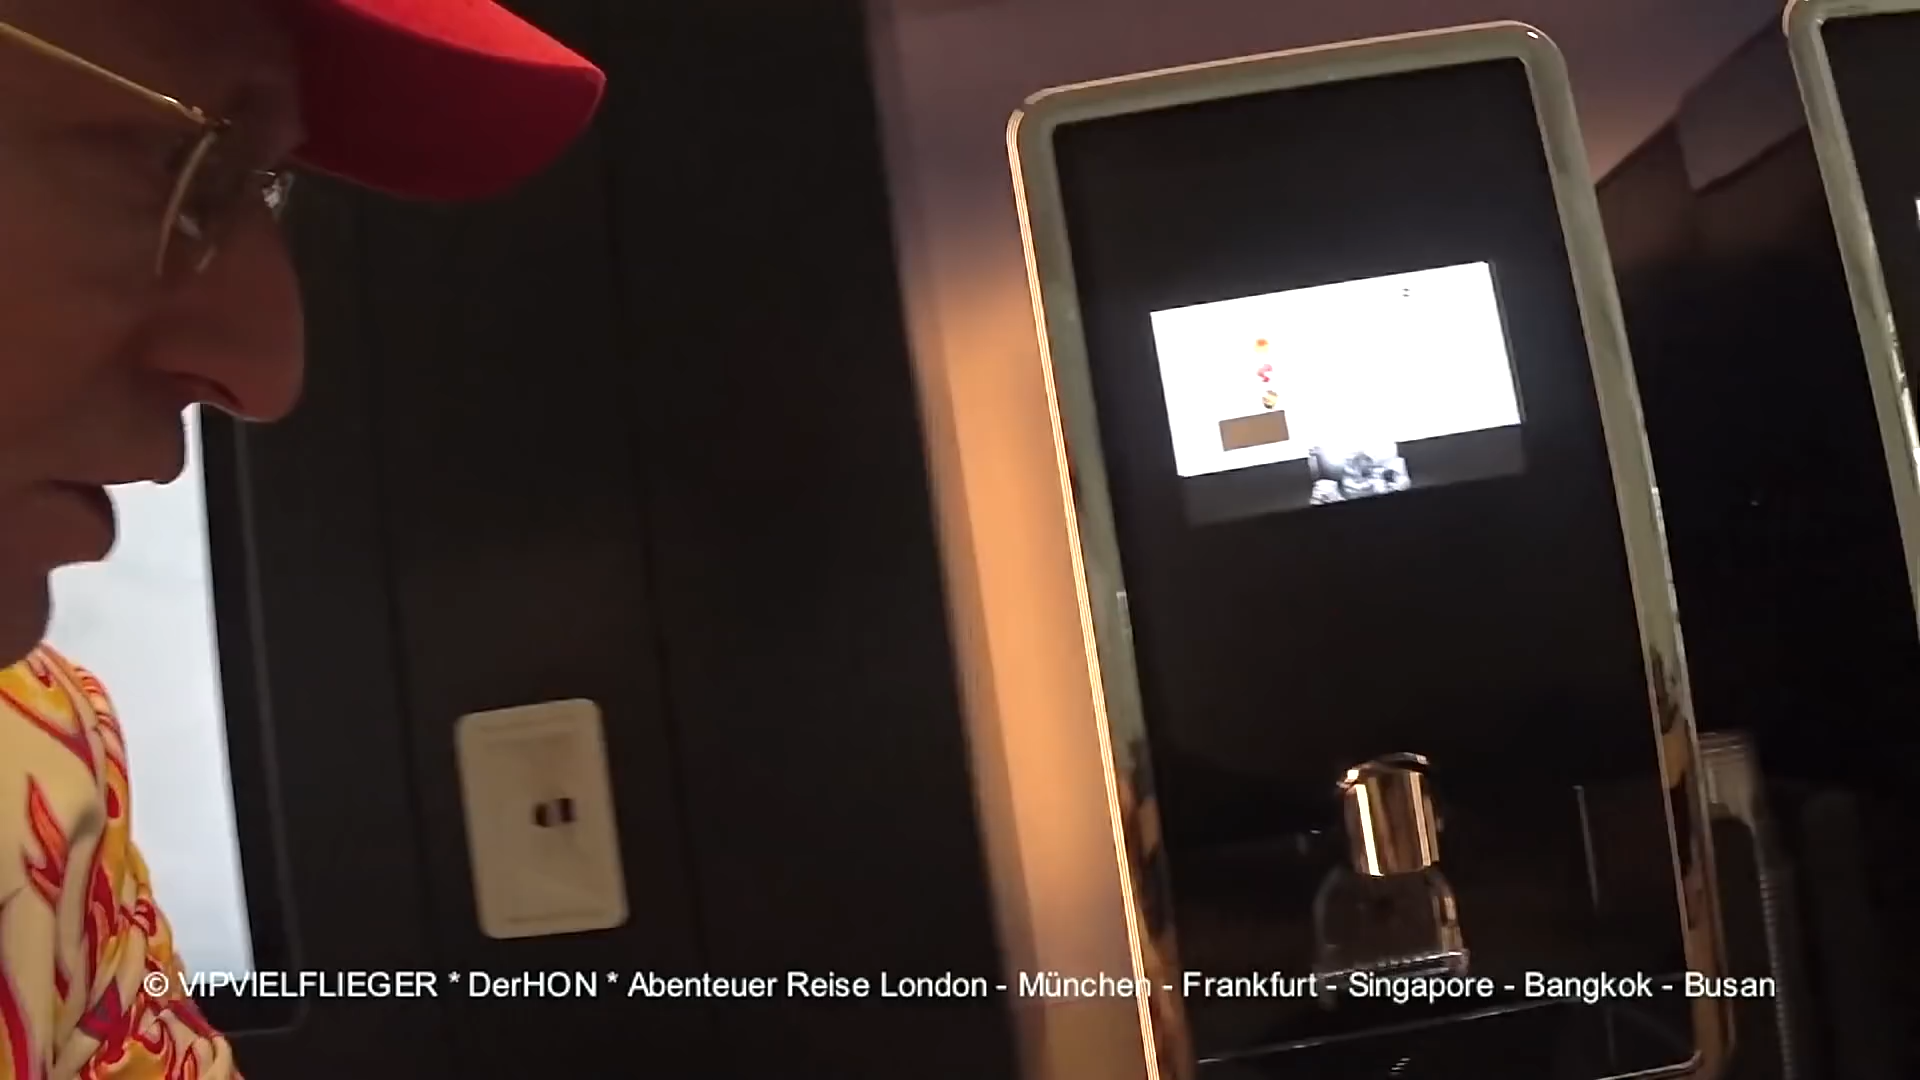 © VIPVIELFLIEGER * DerHON * Abenteuer Reise London - München - Frankfurt - Singapore - Bangkok - Busan